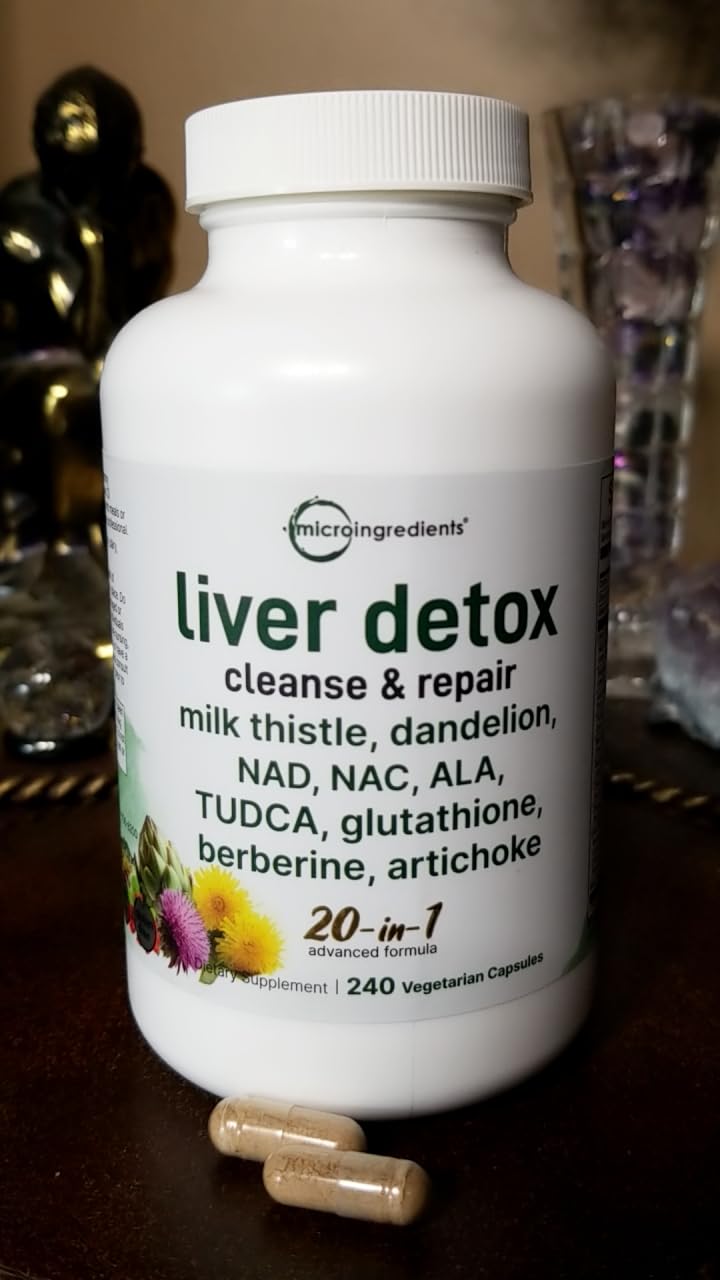 microingredients®
liver detox
cleanse & repair
milk thistle, dandelion,
NAD, NAC, ALA,
TUDCA, glutathione,
berberine, artichoke
20-in-1
advanced formula
Dietary Supplement | 240 Vegetarian Capsules